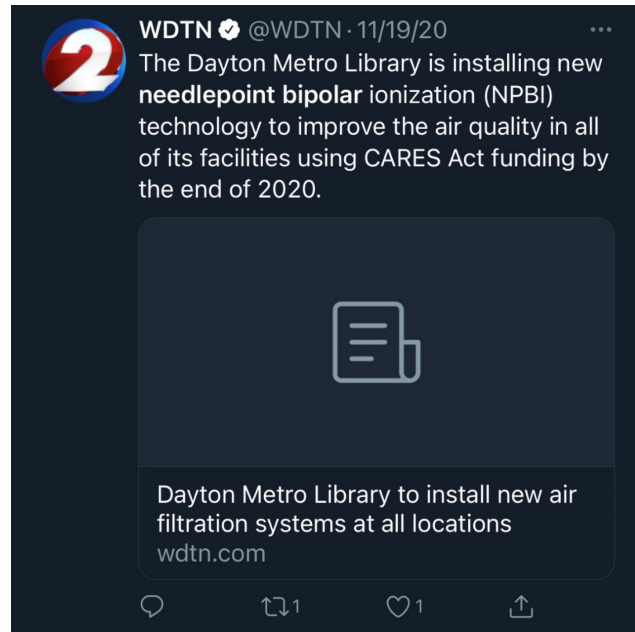 2
WDTN @WDTN · 11/19/20
The Dayton Metro Library is installing new
needlepoint bipolar ionization (NPBI)
technology to improve the air quality in all
of its facilities using CARES Act funding by
the end of 2020.
Dayton Metro Library to install new air
filtration systems at all locations
wdtn.com
1 1